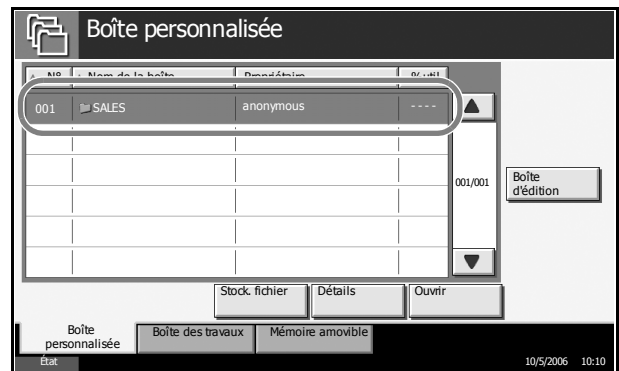 Boîte personnalisée
Nº Nom de la boîte Propriétaire % util
001 SALES anonymous ----
001/001
Boîte
d'édition
Stock. fichier Détails Ouvrir
Boîte
personnalisée
Boîte des travaux Mémoire amovible
État 10/5/2006 10:10